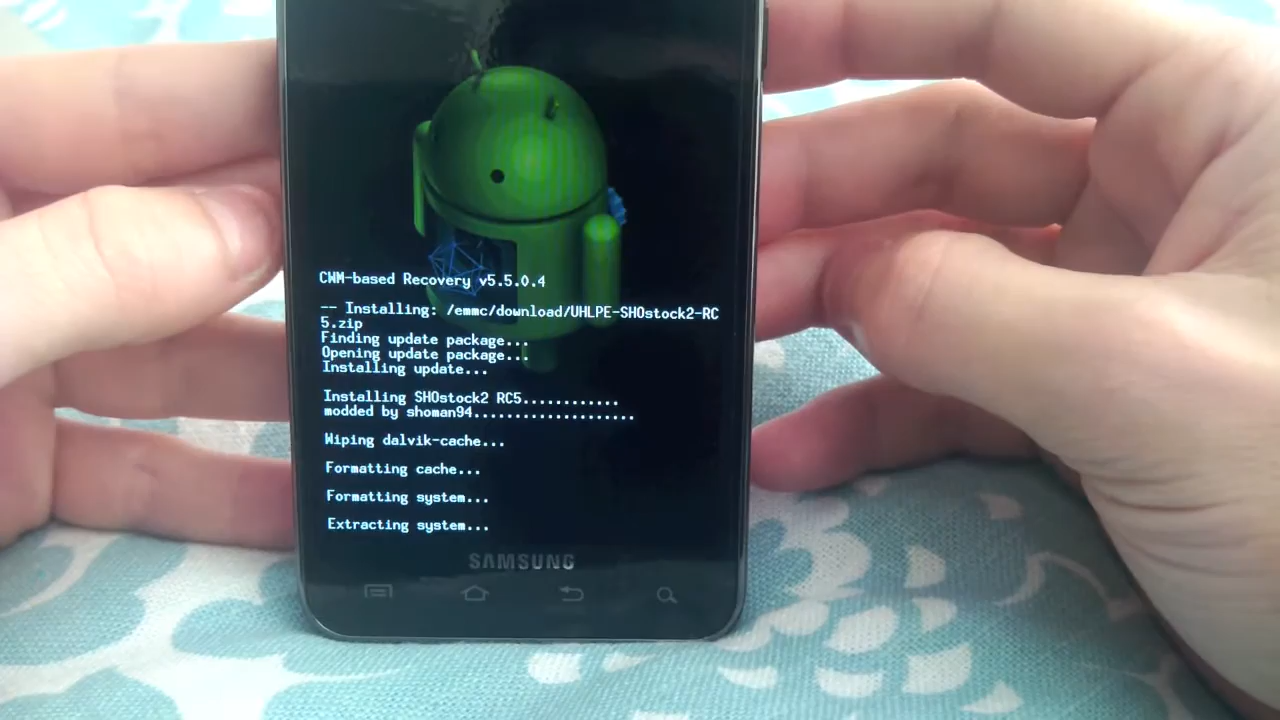 CWM-based Recovery v5.5.0.4
-- Installing: /emmc/download/UHLPE-SHOstock2-RC
5.zip
Finding update package...
Opening update package...
Installing update...
Installing SHOstock2 RC5............
modded by shoman94...................
Wiping dalvik-cache...
Formatting cache...
Formatting system...
Extracting system...
SAMSUNG